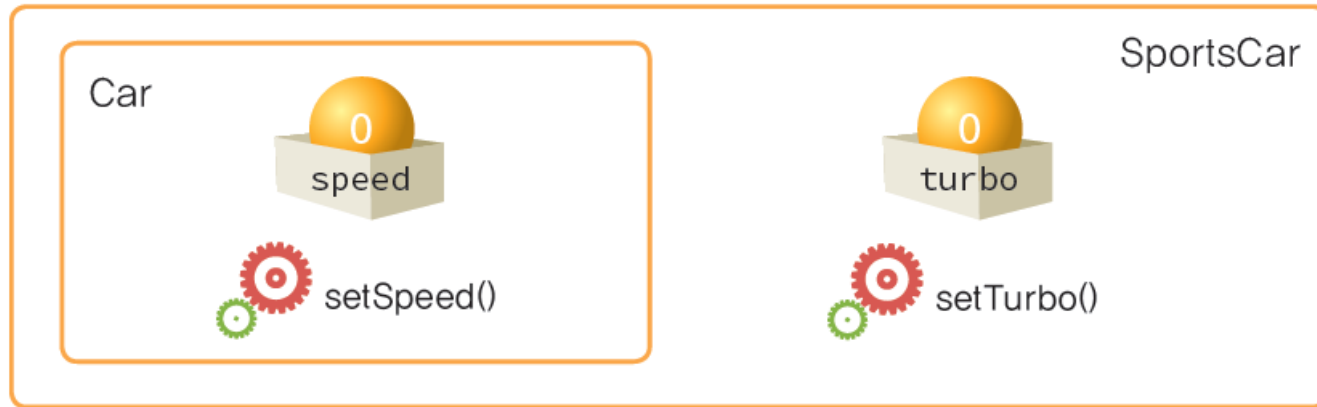 SportsCar
Car
0
speed
setSpeed()
0
turbo
setTurbo()